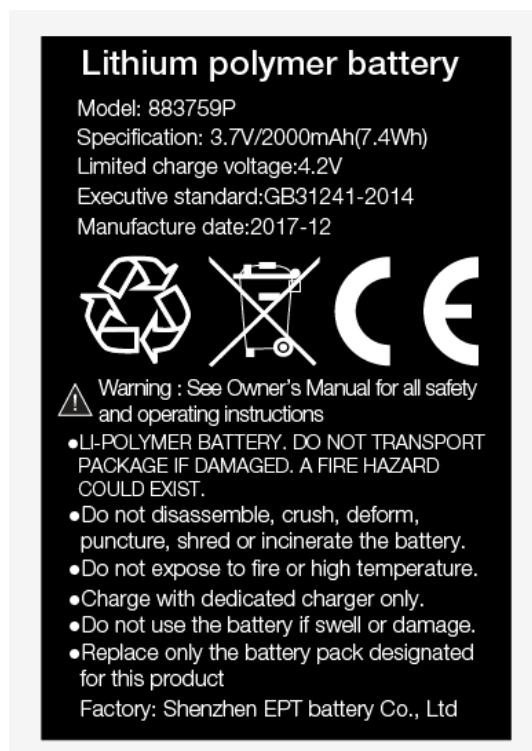 Lithium polymer battery
Model: 883759P
Specification: 3.7V/2000mAh(7.4Wh)
Limited charge voltage:4.2V
Executive standard:GB31241-2014
Manufacture date:2017-12
CE
Warning : See Owner's Manual for all safety
and operating instructions
●LI-POLYMER BATTERY. DO NOT TRANSPORT
PACKAGE IF DAMAGED. A FIRE HAZARD
COULD EXIST.
●Do not disassemble, crush, deform,
puncture, shred or incinerate the battery.
●Do not expose to fire or high temperature.
●Charge with dedicated charger only.
●Do not use the battery if swell or damage.
●Replace only the battery pack designated
for this product
Factory: Shenzhen EPT battery Co., Ltd